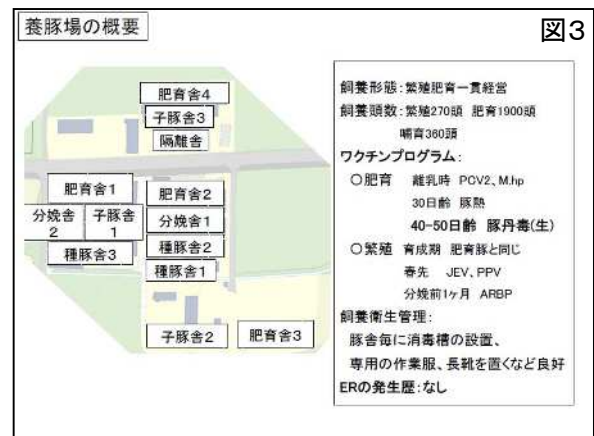 養豚場の概要
図3
肥育舎4
子豚舎3
隔離舎
肥育舎1
肥育舎2
分娩舎
2
子豚舎
1
分娩舎1
種豚舎3
種豚舎2
種豚舎1
子豚舎2
肥育舎3
飼養形態:繁殖肥育一貫経営
飼養頭数:繁殖270頭 肥育1900頭
哺育360頭
ワクチンプログラム:
○肥育 離乳時 PCV2、M.hp
30日齢 豚熱
40-50日齢 豚丹毒(生)
○繁殖 育成期 肥育豚と同じ
春先 JEV、PPV
分娩前1ヶ月 ARBP
飼養衛生管理:
豚舎毎に消毒槽の設置、
専用の作業服、長靴を置くなど良好
ERの発生歴:なし